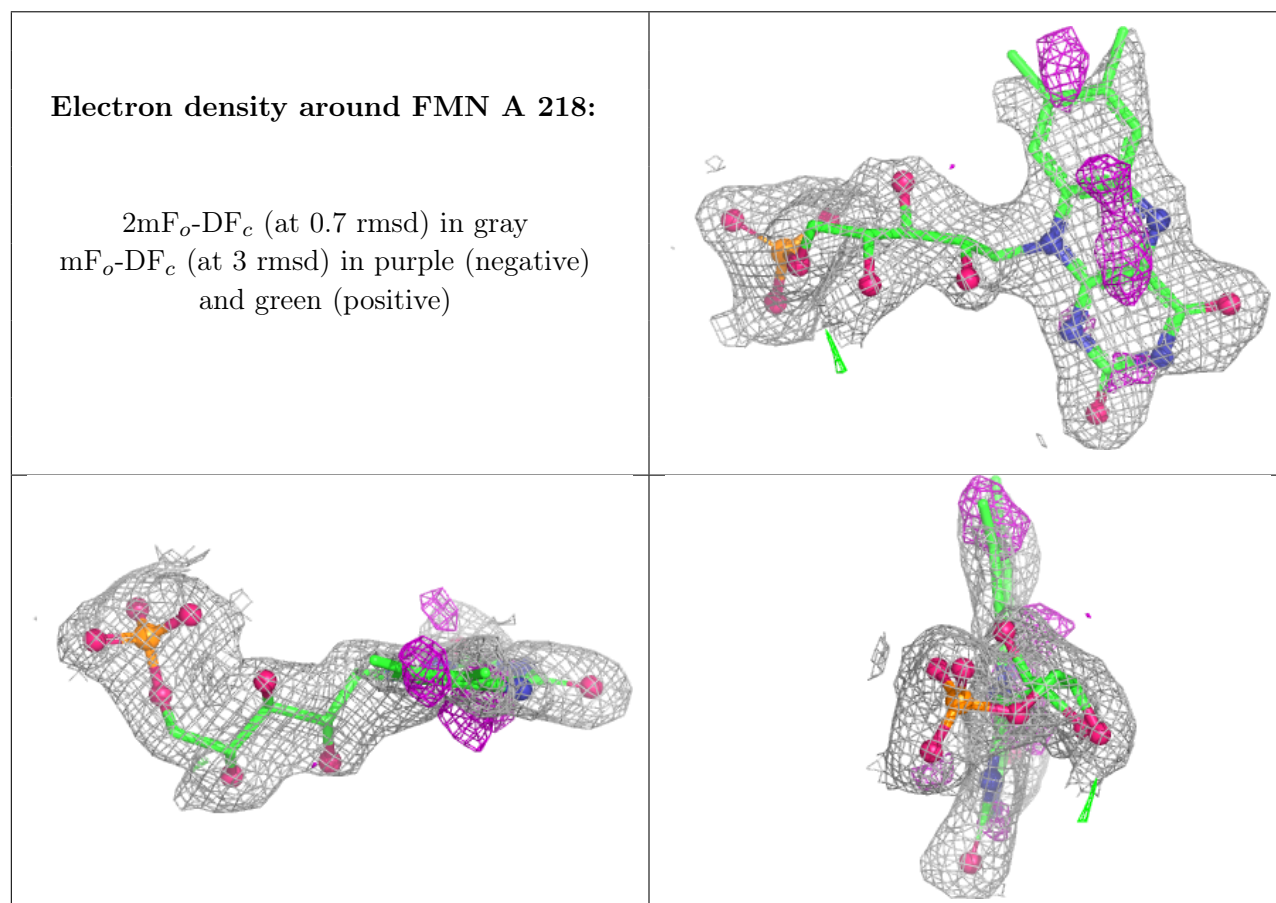 Electron density around FMN A 218:
2mFo-DFc (at 0.7 rmsd) in gray
mFo-DFc (at 3 rmsd) in purple (negative)
and green (positive)